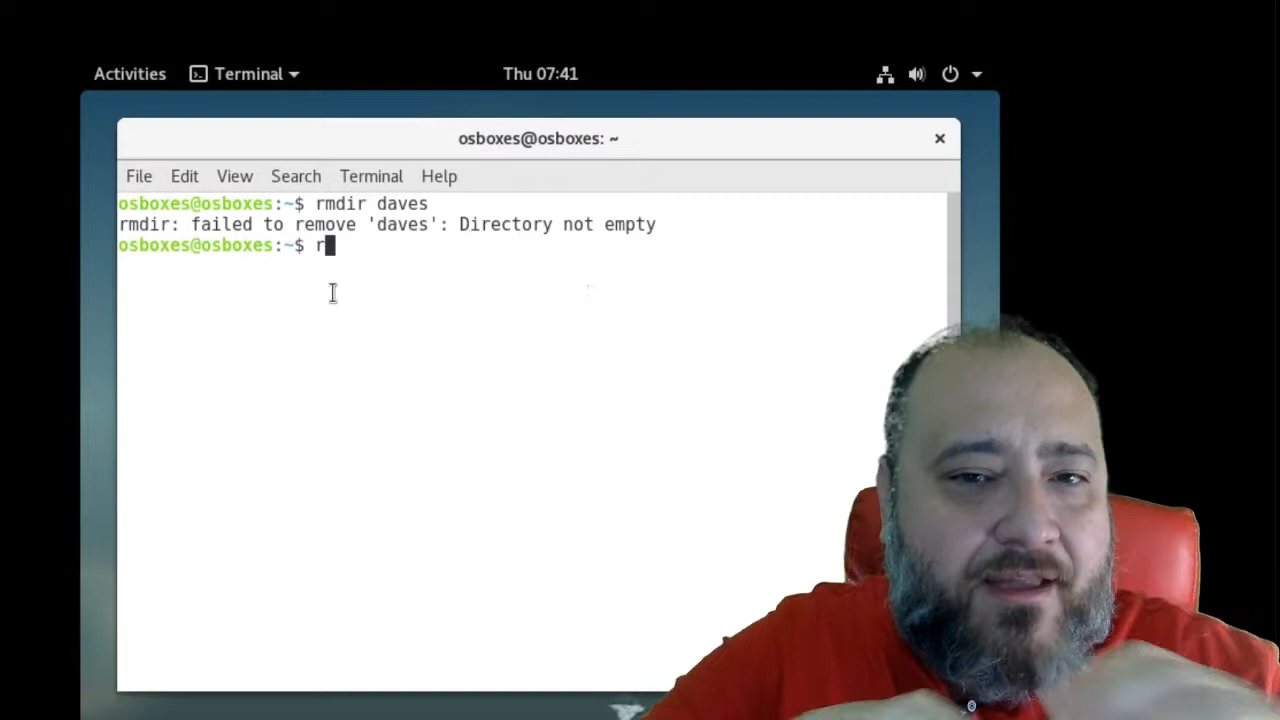 Activities Terminal Thu 07:41
osboxes@osboxes: ~ ×
File Edit View Search Terminal Help
osboxes@osboxes:~$ rmdir daves
rmdir: failed to remove 'daves': Directory not empty
osboxes@osboxes:~$ r